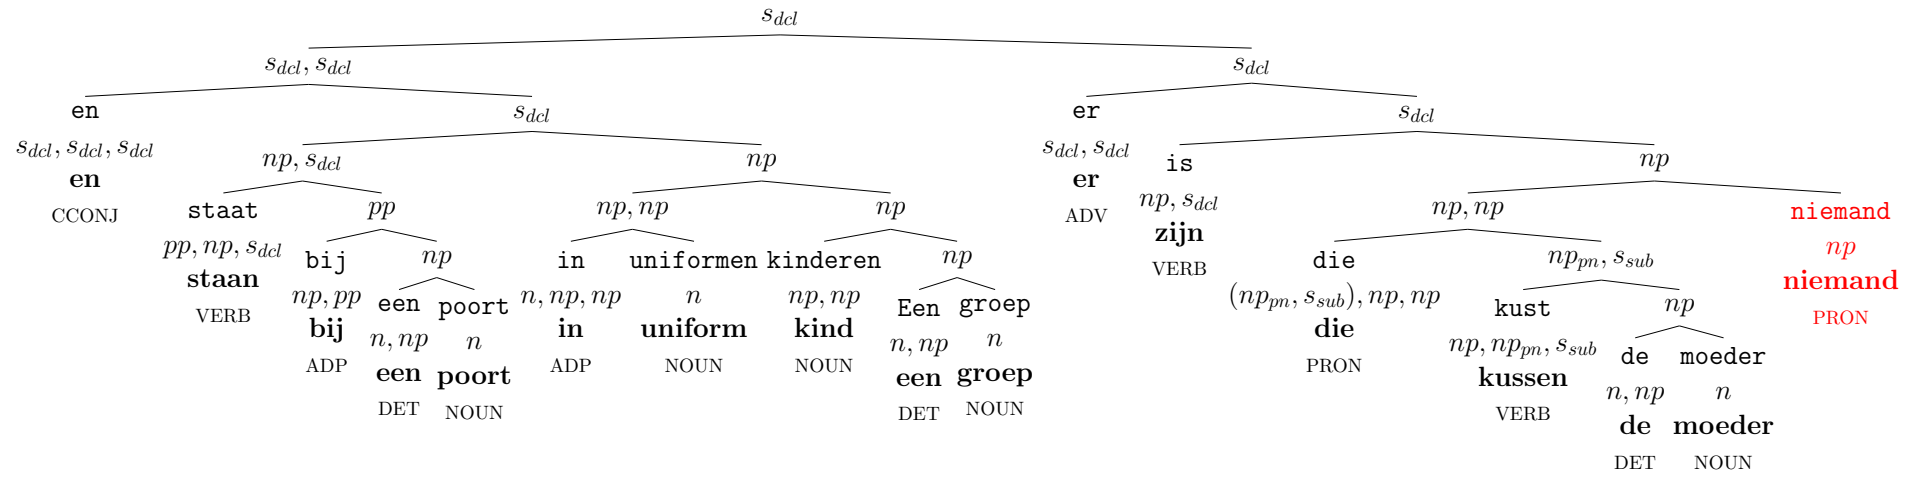 s_dcl
s_dcl, s_dcl s_dcl
en s_dcl er s_dcl
s_dcl, s_dcl, s_dcl np, s_dcl np s_dcl, s_dcl is np
en staat pp np, np np er np, s_dcl np, np niemand
CCONJ pp, np, s_dcl bij np in uniformen kinderen np ADV zijn die np_pn, s_sub np
staan np, pp een poort n, np, np n np, np Een groep VERB (np_pn, s_sub), np, np kust np niemand
VERB bij n, np n in uniform kind n, np n die np, np_pn, s_sub de moeder PRON
ADP een poort ADP NOUN NOUN een groep PRON kussen n, np n
DET NOUN DET NOUN VERB de moeder
DET NOUN